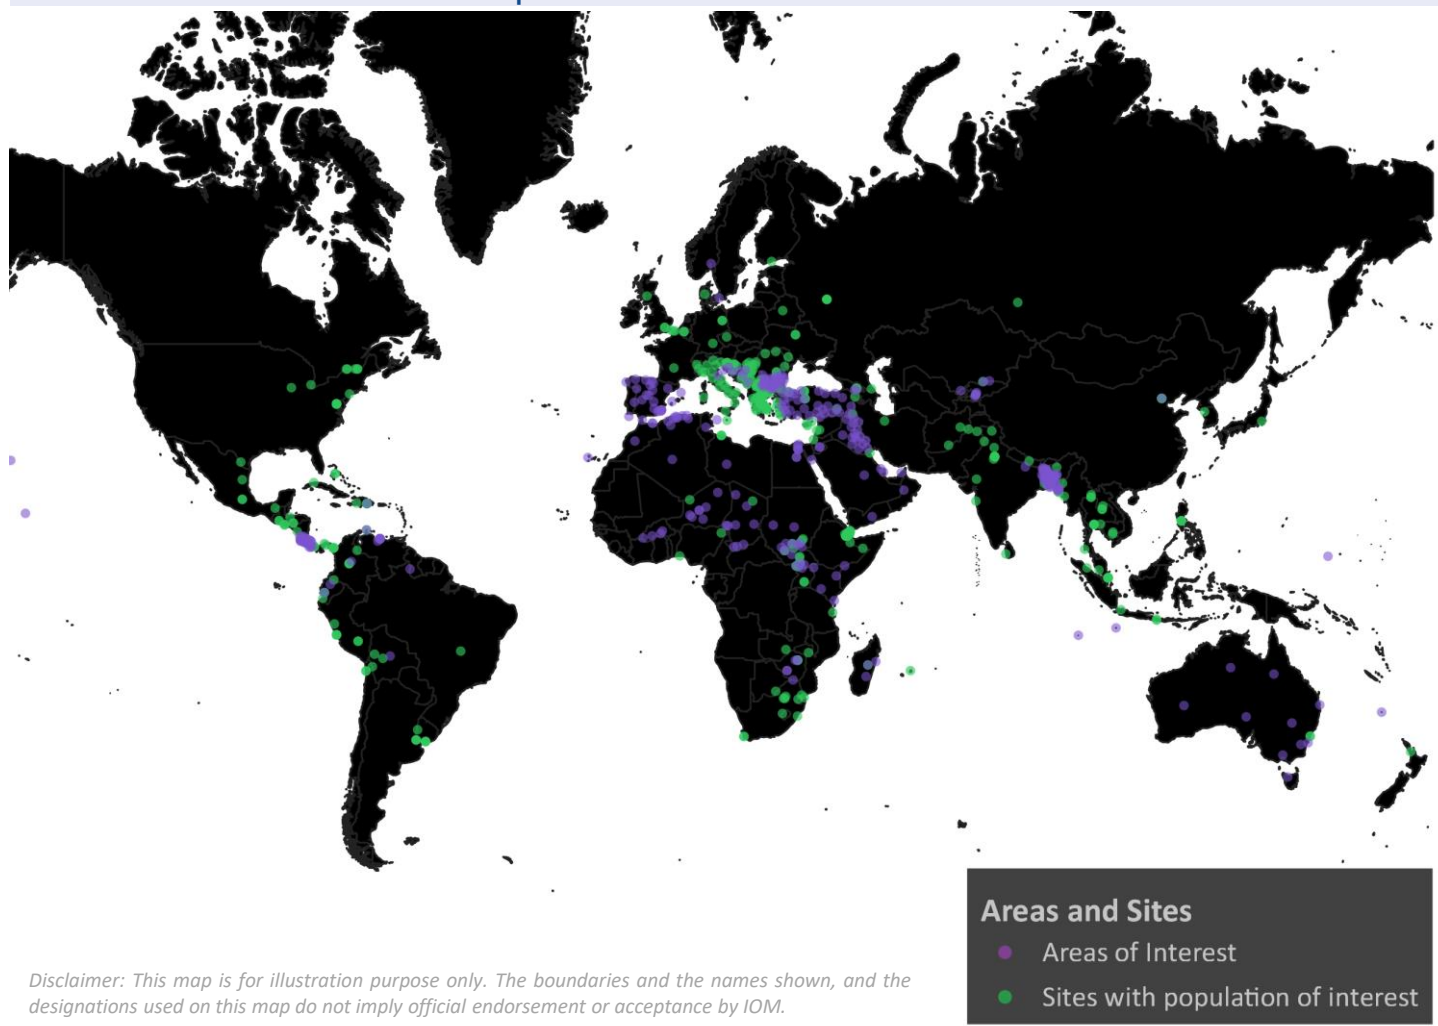 Areas and Sites
Areas of Interest
Sites with population of interest
Disclaimer: This map is for illustration purpose only. The boundaries and the names shown, and the
designations used on this map do not imply official endorsement or acceptance by IOM.